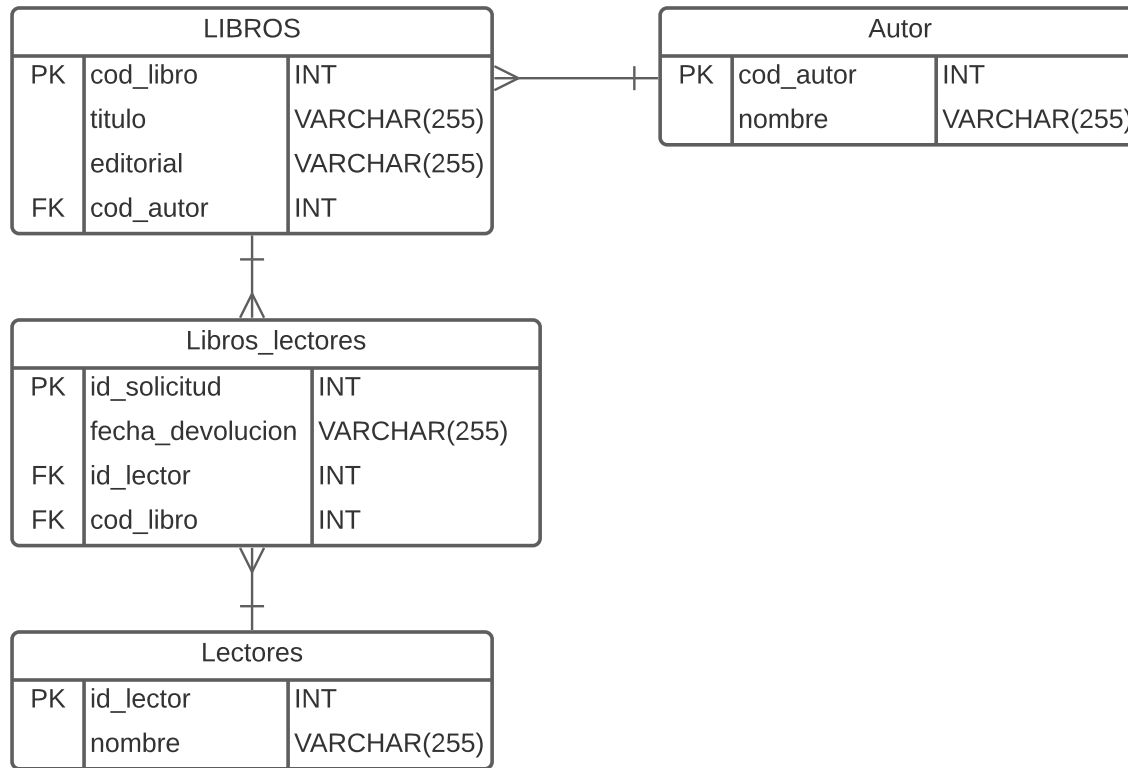 LIBROS
PK cod_libro INT
titulo VARCHAR(255)
editorial VARCHAR(255)
FK cod_autor INT
Autor
PK cod_autor INT
nombre VARCHAR(255)
Libros_lectores
PK id_solicitud INT
fecha_devolucion VARCHAR(255)
FK id_lector INT
FK cod_libro INT
Lectores
PK id_lector INT
nombre VARCHAR(255)